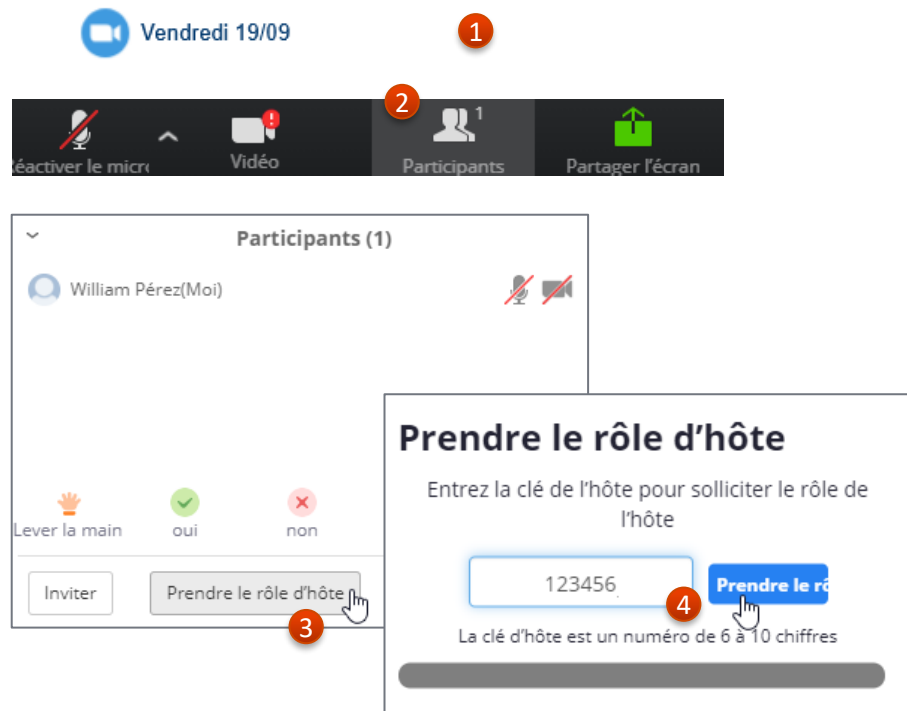 Vendredi 19/09
1
2
1
éactiver le micr
Vidéo
Participants
Partager l'écran
Participants (1)
William Pérez(Moi)
Lever la main
oui
non
Inviter
Prendre le rôle d'hôte
3
Prendre le rôle d'hôte
Entrez la clé de l'hôte pour solliciter le rôle de
l'hôte
123456
Prendre le rô
4
La clé d'hôte est un numéro de 6 à 10 chiffres